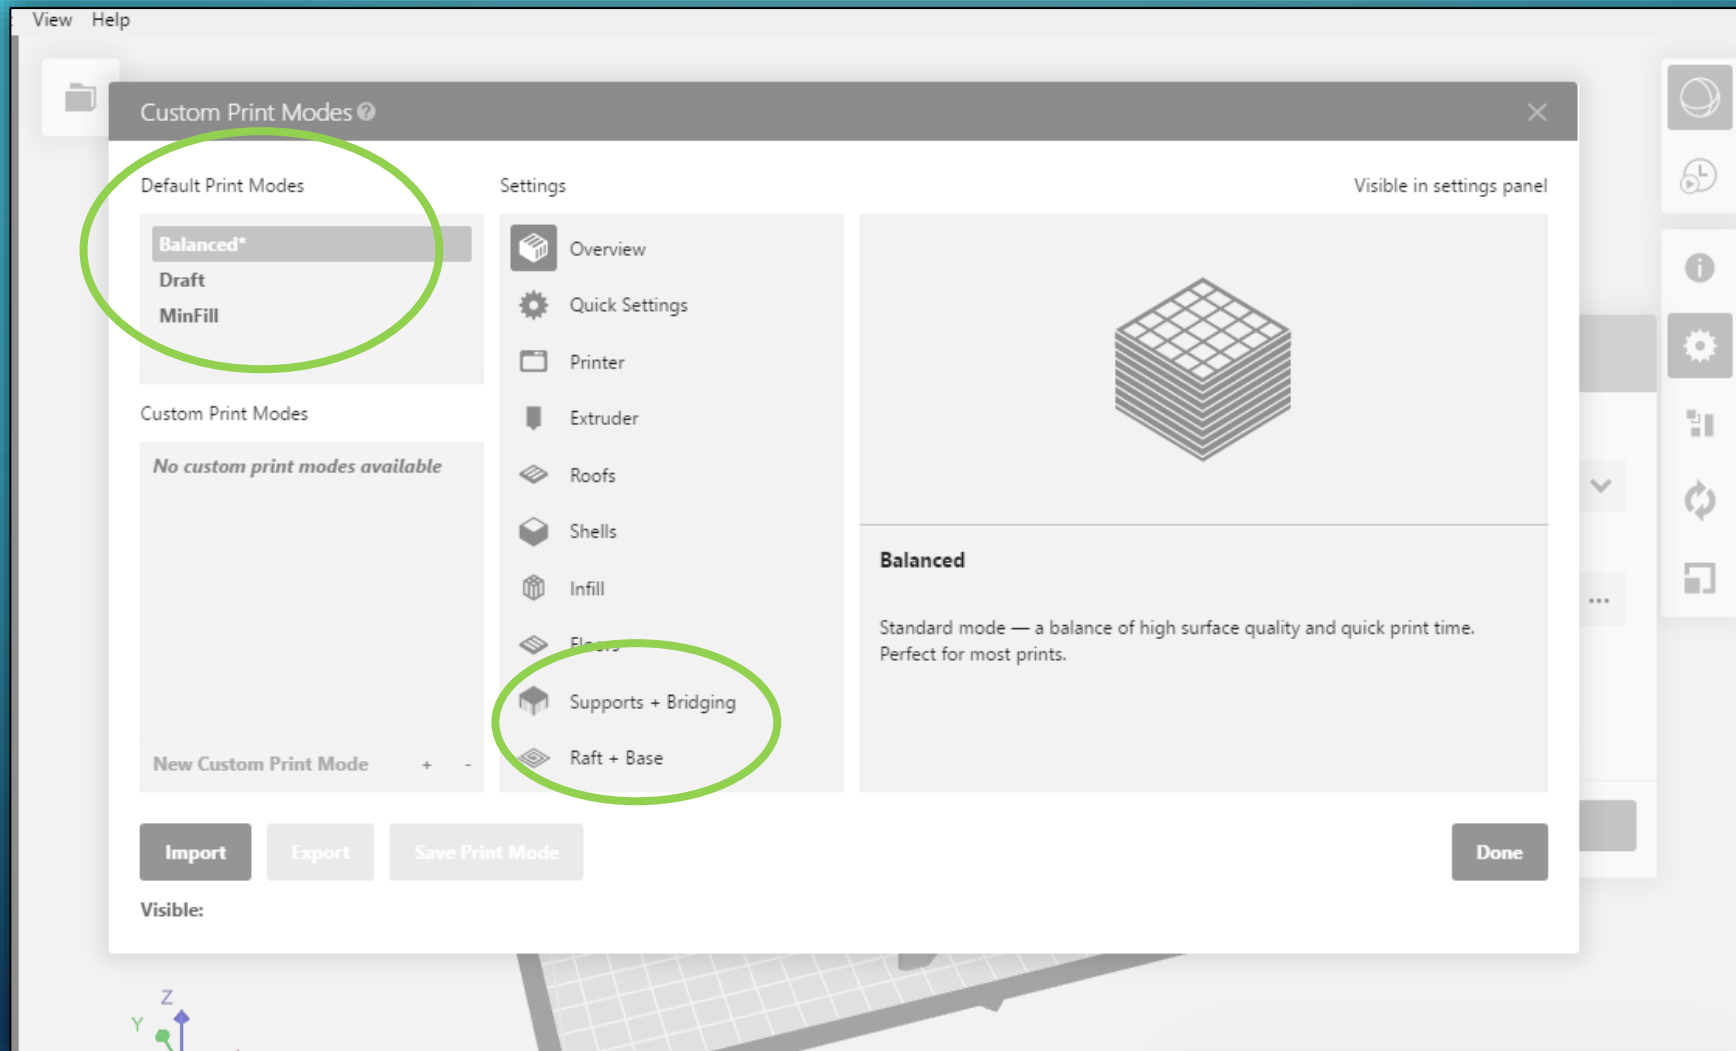 View Help
Custom Print Modes
Default Print Modes
Balanced*
Draft
MinFill
Custom Print Modes
No custom print modes available
New Custom Print Mode + -
Settings
Overview
Quick Settings
Printer
Extruder
Roofs
Shells
Infill
Floors
Supports + Bridging
Raft + Base
Visible in settings panel
Balanced
Standard mode — a balance of high surface quality and quick print time.
Perfect for most prints.
Import Export Save Print Mode Done
Visible:
Z
Y